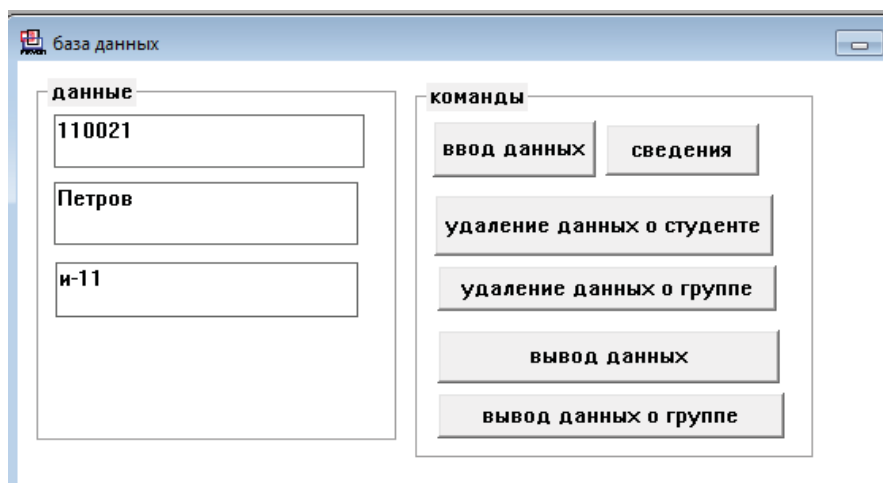 база данных
данные
110021
Петров
и-11
команды
ввод данных
сведения
удаление данных о студенте
удаление данных о группе
вывод данных
вывод данных о группе